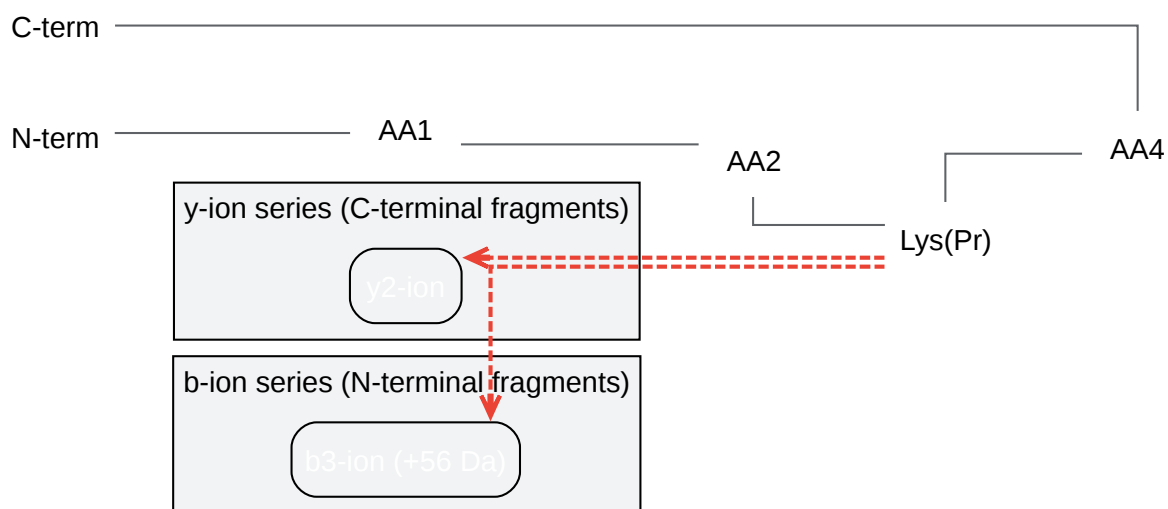 C-term
N-term
AA1
AA2
AA4
Lys(Pr)
y-ion series (C-terminal fragments)
y2-ion
b-ion series (N-terminal fragments)
b3-ion (+56 Da)